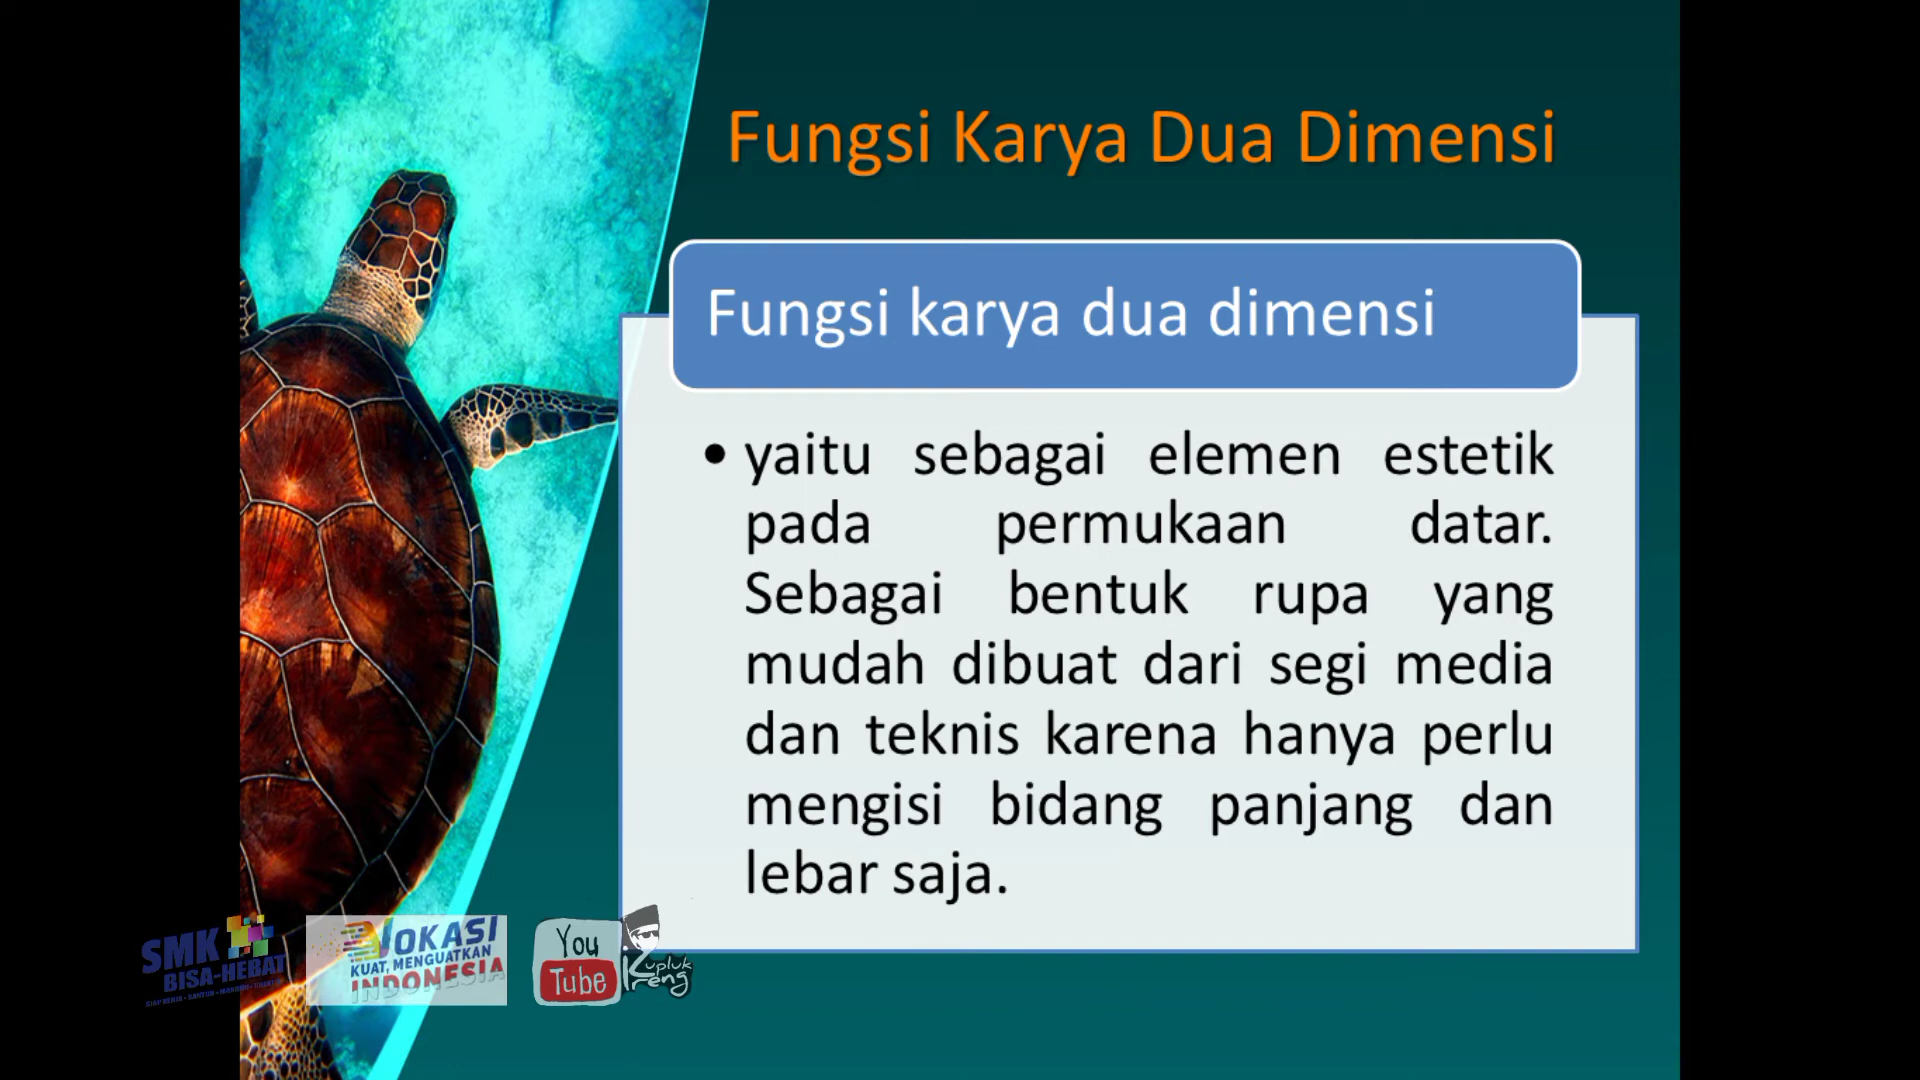 Fungsi Karya Dua Dimensi
Fungsi karya dua dimensi
• yaitu sebagai elemen estetik
pada permukaan datar.
Sebagai bentuk rupa yang
mudah dibuat dari segi media
dan teknis karena hanya perlu
mengisi bidang panjang dan
lebar saja.
SMK
BISA-HEBAT
VOKASI
KUAT, MENGUATKAN
INDONESIA
You
Tube
Kupluk
Ireng